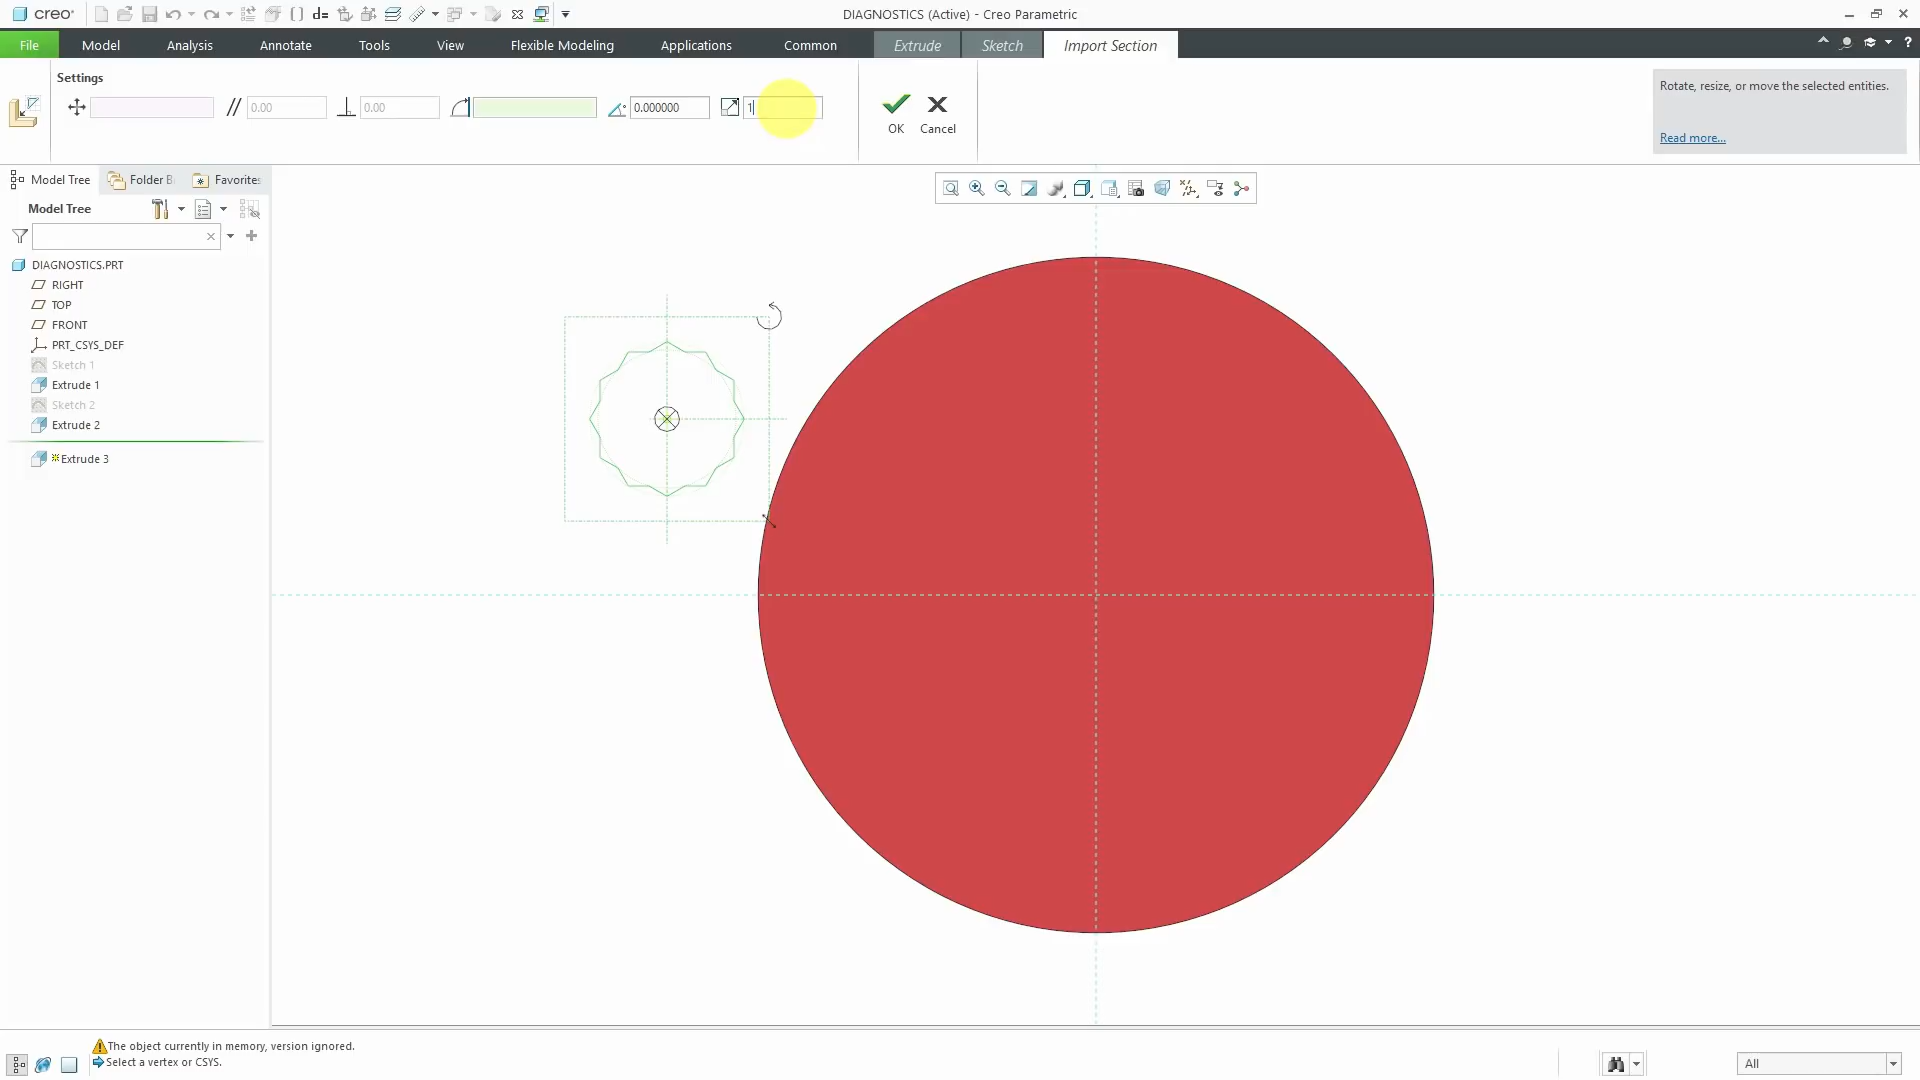 creo DIAGNOSTICS (Active) - Creo Parametric
File Model Analysis Annotate Tools View Flexible Modeling Applications Common Extrude Sketch Import Section
Settings
0.00 0.00 0.000000 1
OK Cancel
Rotate, resize, or move the selected entities.
Read more...
Model Tree Folder B Favorites
Model Tree
DIAGNOSTICS.PRT
RIGHT
TOP
FRONT
PRT_CSYS_DEF
Sketch 1
Extrude 1
Sketch 2
Extrude 2
Extrude 3
The object currently in memory, version ignored.
Select a vertex or CSYS.
All